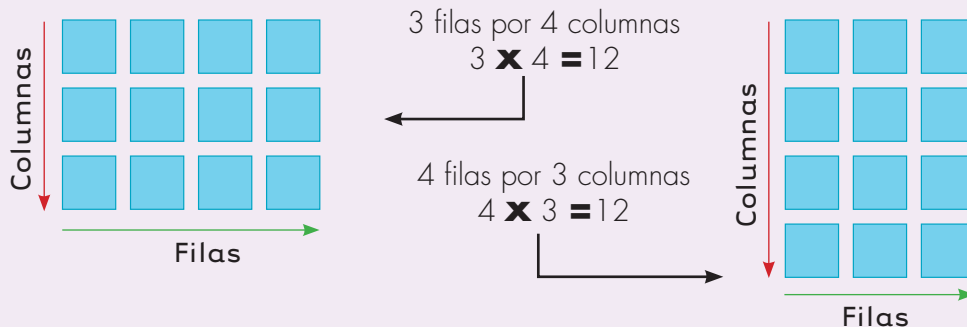 Columnas
Filas
3 filas por 4 columnas
3 x 4 = 12
4 filas por 3 columnas
4 x 3 = 12
Columnas
Filas